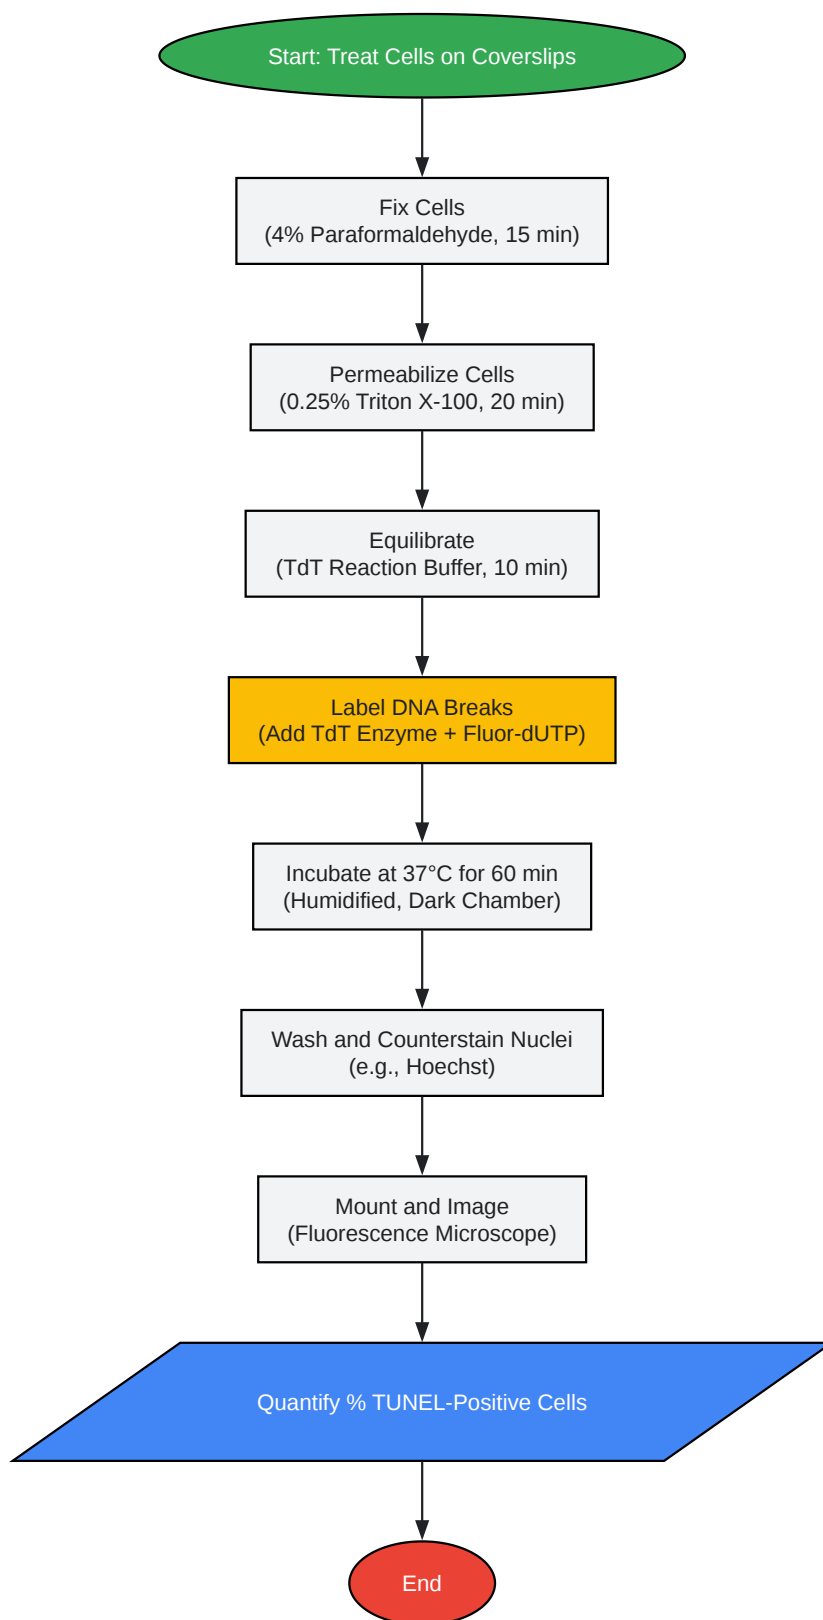 Start: Treat Cells on Coverslips
Fix Cells
(4% Paraformaldehyde, 15 min)
Permeabilize Cells
(0.25% Triton X-100, 20 min)
Equilibrate
(TdT Reaction Buffer, 10 min)
Label DNA Breaks
(Add TdT Enzyme + Fluor-dUTP)
Incubate at 37°C for 60 min
(Humidified, Dark Chamber)
Wash and Counterstain Nuclei
(e.g., Hoechst)
Mount and Image
(Fluorescence Microscope)
Quantify % TUNEL-Positive Cells
End